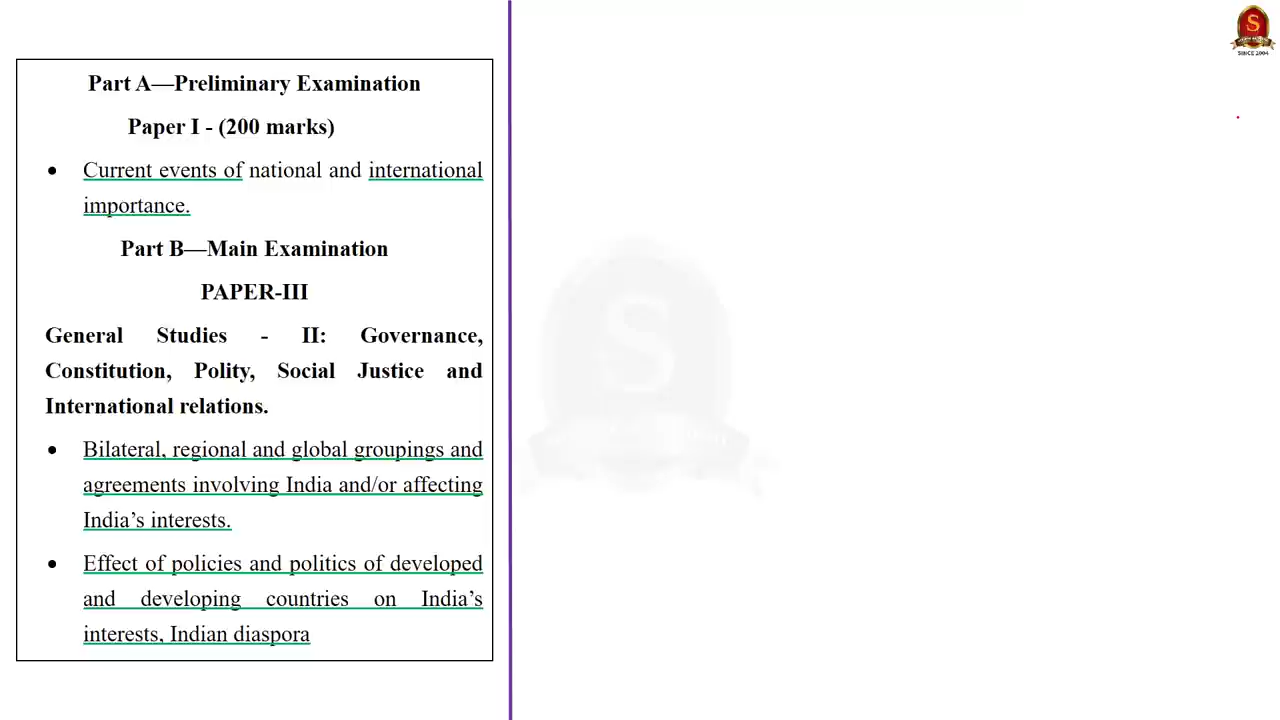 Part A—Preliminary Examination
Paper I - (200 marks)
• Current events of national and international
importance.
Part B—Main Examination
PAPER-III
General Studies - II: Governance,
Constitution, Polity, Social Justice and
International relations.
• Bilateral, regional and global groupings and
agreements involving India and/or affecting
India’s interests.
• Effect of policies and politics of developed
and developing countries on India’s
interests, Indian diaspora
S
SINCE 2004
S